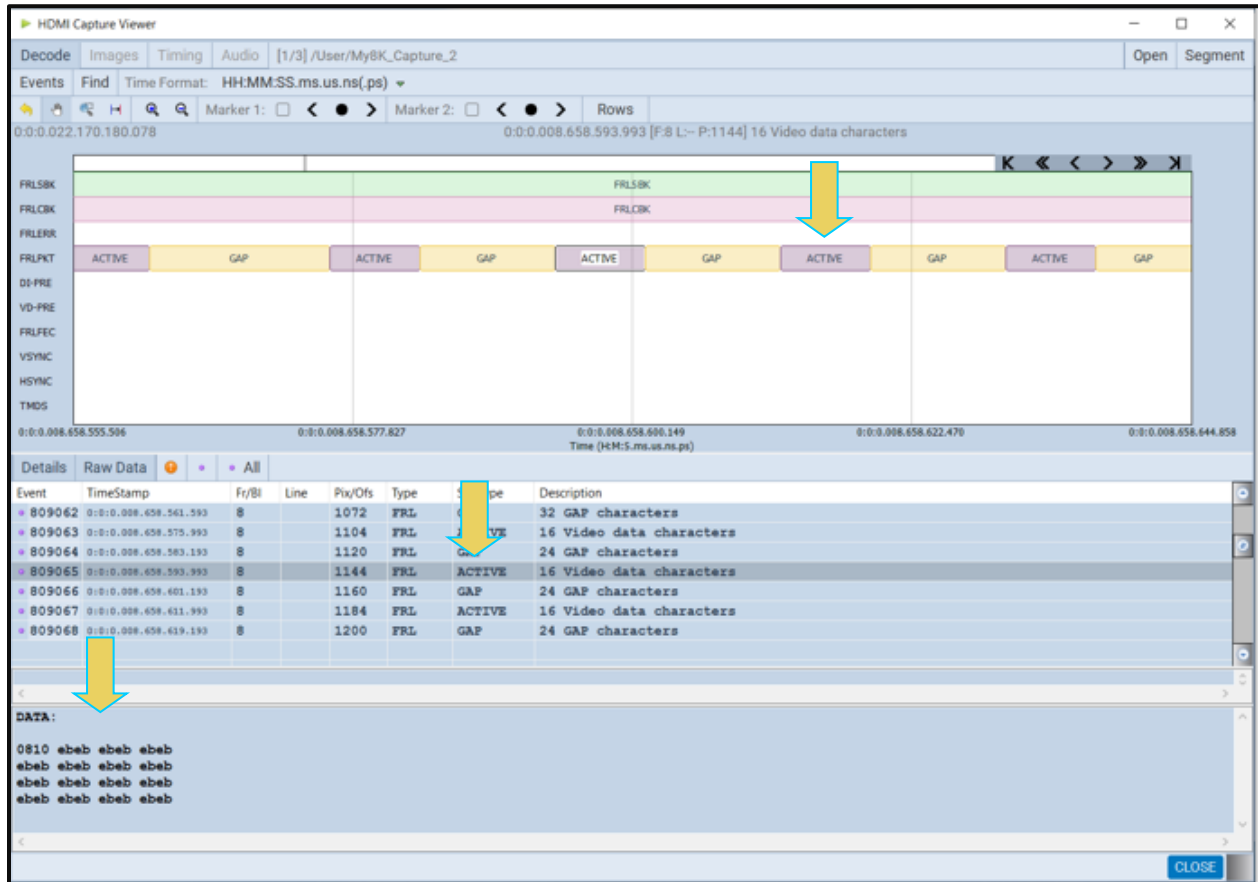 HDMI Capture Viewer
Decode Images Timing Audio [1/3] /User/My8K_Capture_2 Open Segment
Events Find Time Format: HH:MM:SS.ms.us.ns(.ps)
Marker 1: Marker 2: Rows
0:0:0.022.170.180.078 0:0:0.008.658.593.993 [F:8 L:-- P:1144] 16 Video data characters
FRLSBK FRLSBK
FRLCBK FRLCBK
FRLERR
FRLPKT ACTIVE GAP ACTIVE GAP ACTIVE GAP ACTIVE GAP ACTIVE GAP
DI-PRE
VD-PRE
FRLFEC
VSYNC
HSYNC
TMDS
0:0:0.008.658.555.506 0:0:0.008.658.577.827 0:0:0.008.658.600.149 0:0:0.008.658.622.470 0:0:0.008.658.644.858
Time (H:M:S.ms.us.ns.ps)
Details Raw Data All
Event TimeStamp Fr/Bl Line Pix/Ofs Type Description
809062 0:0:0.008.658.561.593 8 1072 FRL 32 GAP characters
809063 0:0:0.008.658.575.993 8 1104 FRL 16 Video data characters
809064 0:0:0.008.658.583.193 8 1120 FRL GAP 24 GAP characters
809065 0:0:0.008.658.593.993 8 1144 FRL ACTIVE 16 Video data characters
809066 0:0:0.008.658.601.193 8 1160 FRL GAP 24 GAP characters
809067 0:0:0.008.658.611.993 8 1184 FRL ACTIVE 16 Video data characters
809068 0:0:0.008.658.619.193 8 1200 FRL GAP 24 GAP characters
DATA:
0810 ebeb ebeb ebeb
ebeb ebeb ebeb ebeb
ebeb ebeb ebeb ebeb
ebeb ebeb ebeb ebeb
CLOSE